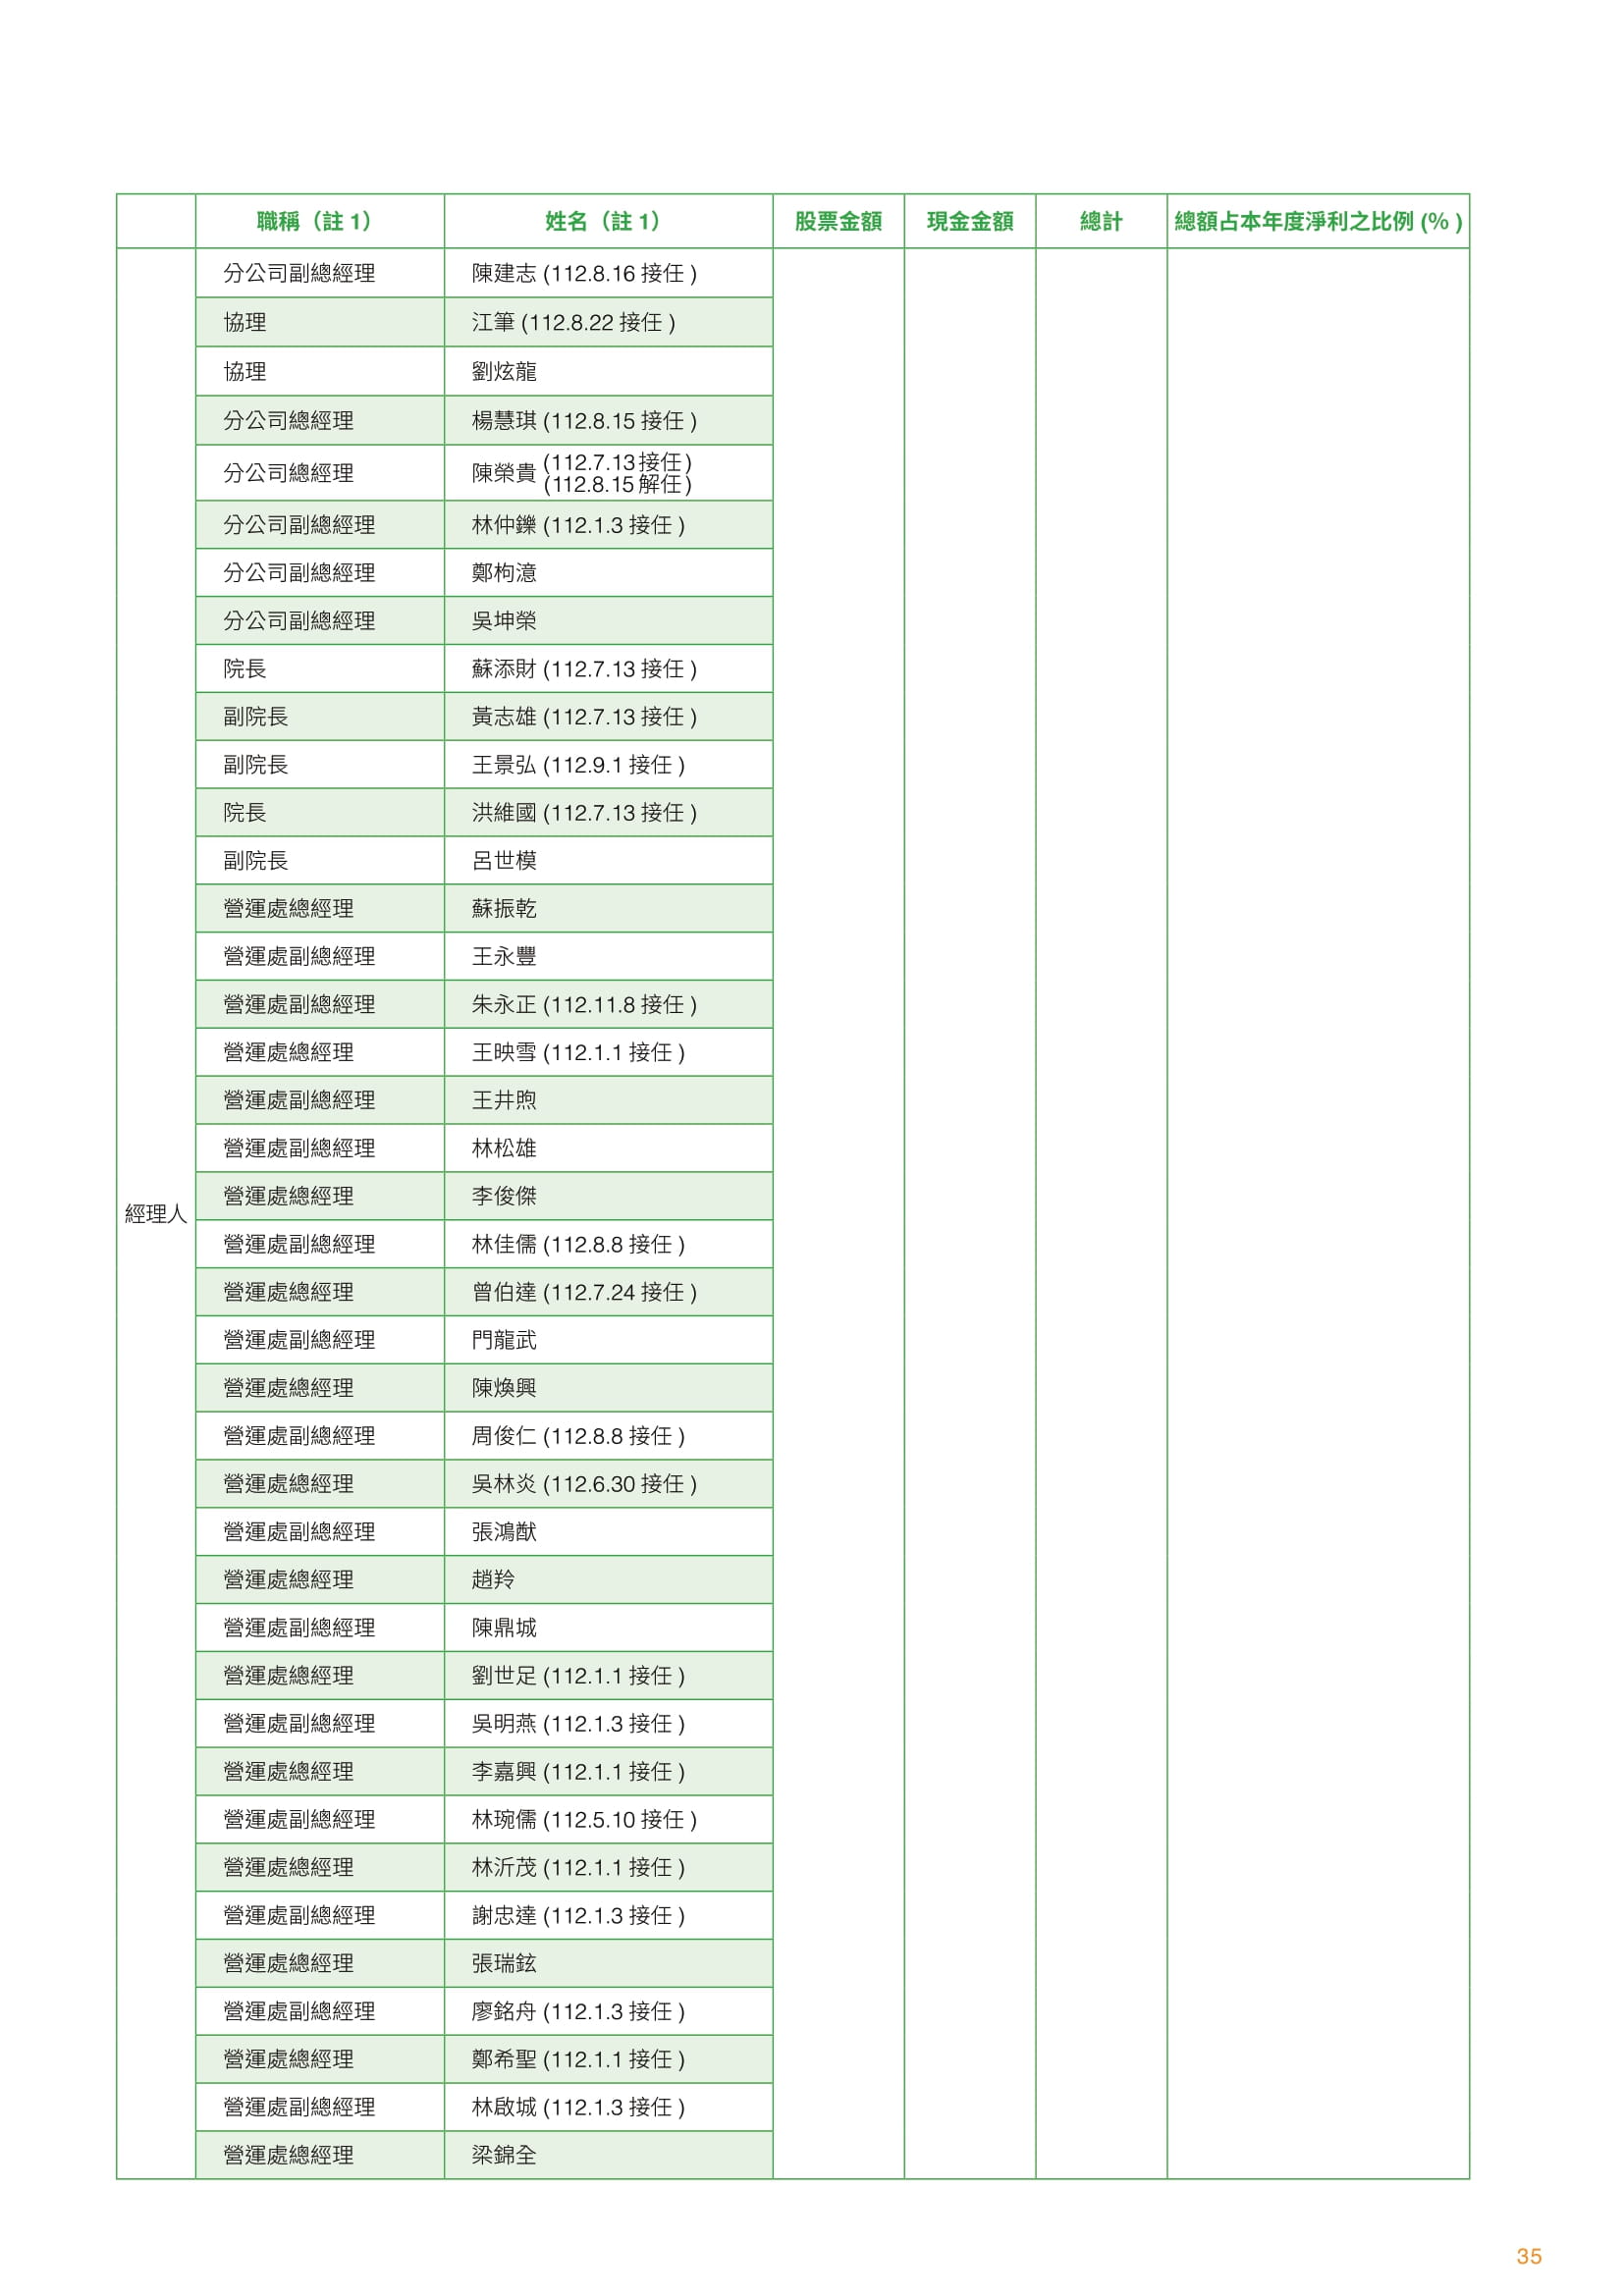 職稱（註 1） 姓名（註 1） 股票金額 現金金額 總計 總額占本年度淨利之比例 (% )
分公司副總經理 陳建志 (112.8.16 接任 )
協理 江筆 (112.8.22 接任 )
協理 劉炫龍
分公司總經理 楊慧琪 (112.8.15 接任 )
分公司總經理 陳榮貴 (112.7.13接任)
(112.8.15解任)
分公司副總經理 林仲鑠 (112.1.3 接任 )
分公司副總經理 鄭枸澺
分公司副總經理 吳坤榮
院長 蘇添財 (112.7.13 接任 )
副院長 黃志雄 (112.7.13 接任 )
副院長 王景弘 (112.9.1 接任 )
院長 洪維國 (112.7.13 接任 )
副院長 呂世模
營運處總經理 蘇振乾
營運處副總經理 王永豐
營運處副總經理 朱永正 (112.11.8 接任 )
營運處總經理 王映雪 (112.1.1 接任 )
營運處副總經理 王井煦
營運處副總經理 林松雄
經理人 營運處總經理 李俊傑
營運處副總經理 林佳儒 (112.8.8 接任 )
營運處總經理 曾伯達 (112.7.24 接任 )
營運處副總經理 門龍武
營運處總經理 陳煥興
營運處副總經理 周俊仁 (112.8.8 接任 )
營運處總經理 吳林炎 (112.6.30 接任 )
營運處副總經理 張鴻猷
營運處總經理 趙羚
營運處副總經理 陳鼎城
營運處總經理 劉世足 (112.1.1 接任 )
營運處副總經理 吳明燕 (112.1.3 接任 )
營運處總經理 李嘉興 (112.1.1 接任 )
營運處副總經理 林琬儒 (112.5.10 接任 )
營運處總經理 林沂茂 (112.1.1 接任 )
營運處副總經理 謝忠達 (112.1.3 接任 )
營運處總經理 張瑞鉉
營運處副總經理 廖銘舟 (112.1.3 接任 )
營運處總經理 鄭希聖 (112.1.1 接任 )
營運處副總經理 林啟城 (112.1.3 接任 )
營運處總經理 梁錦全
35